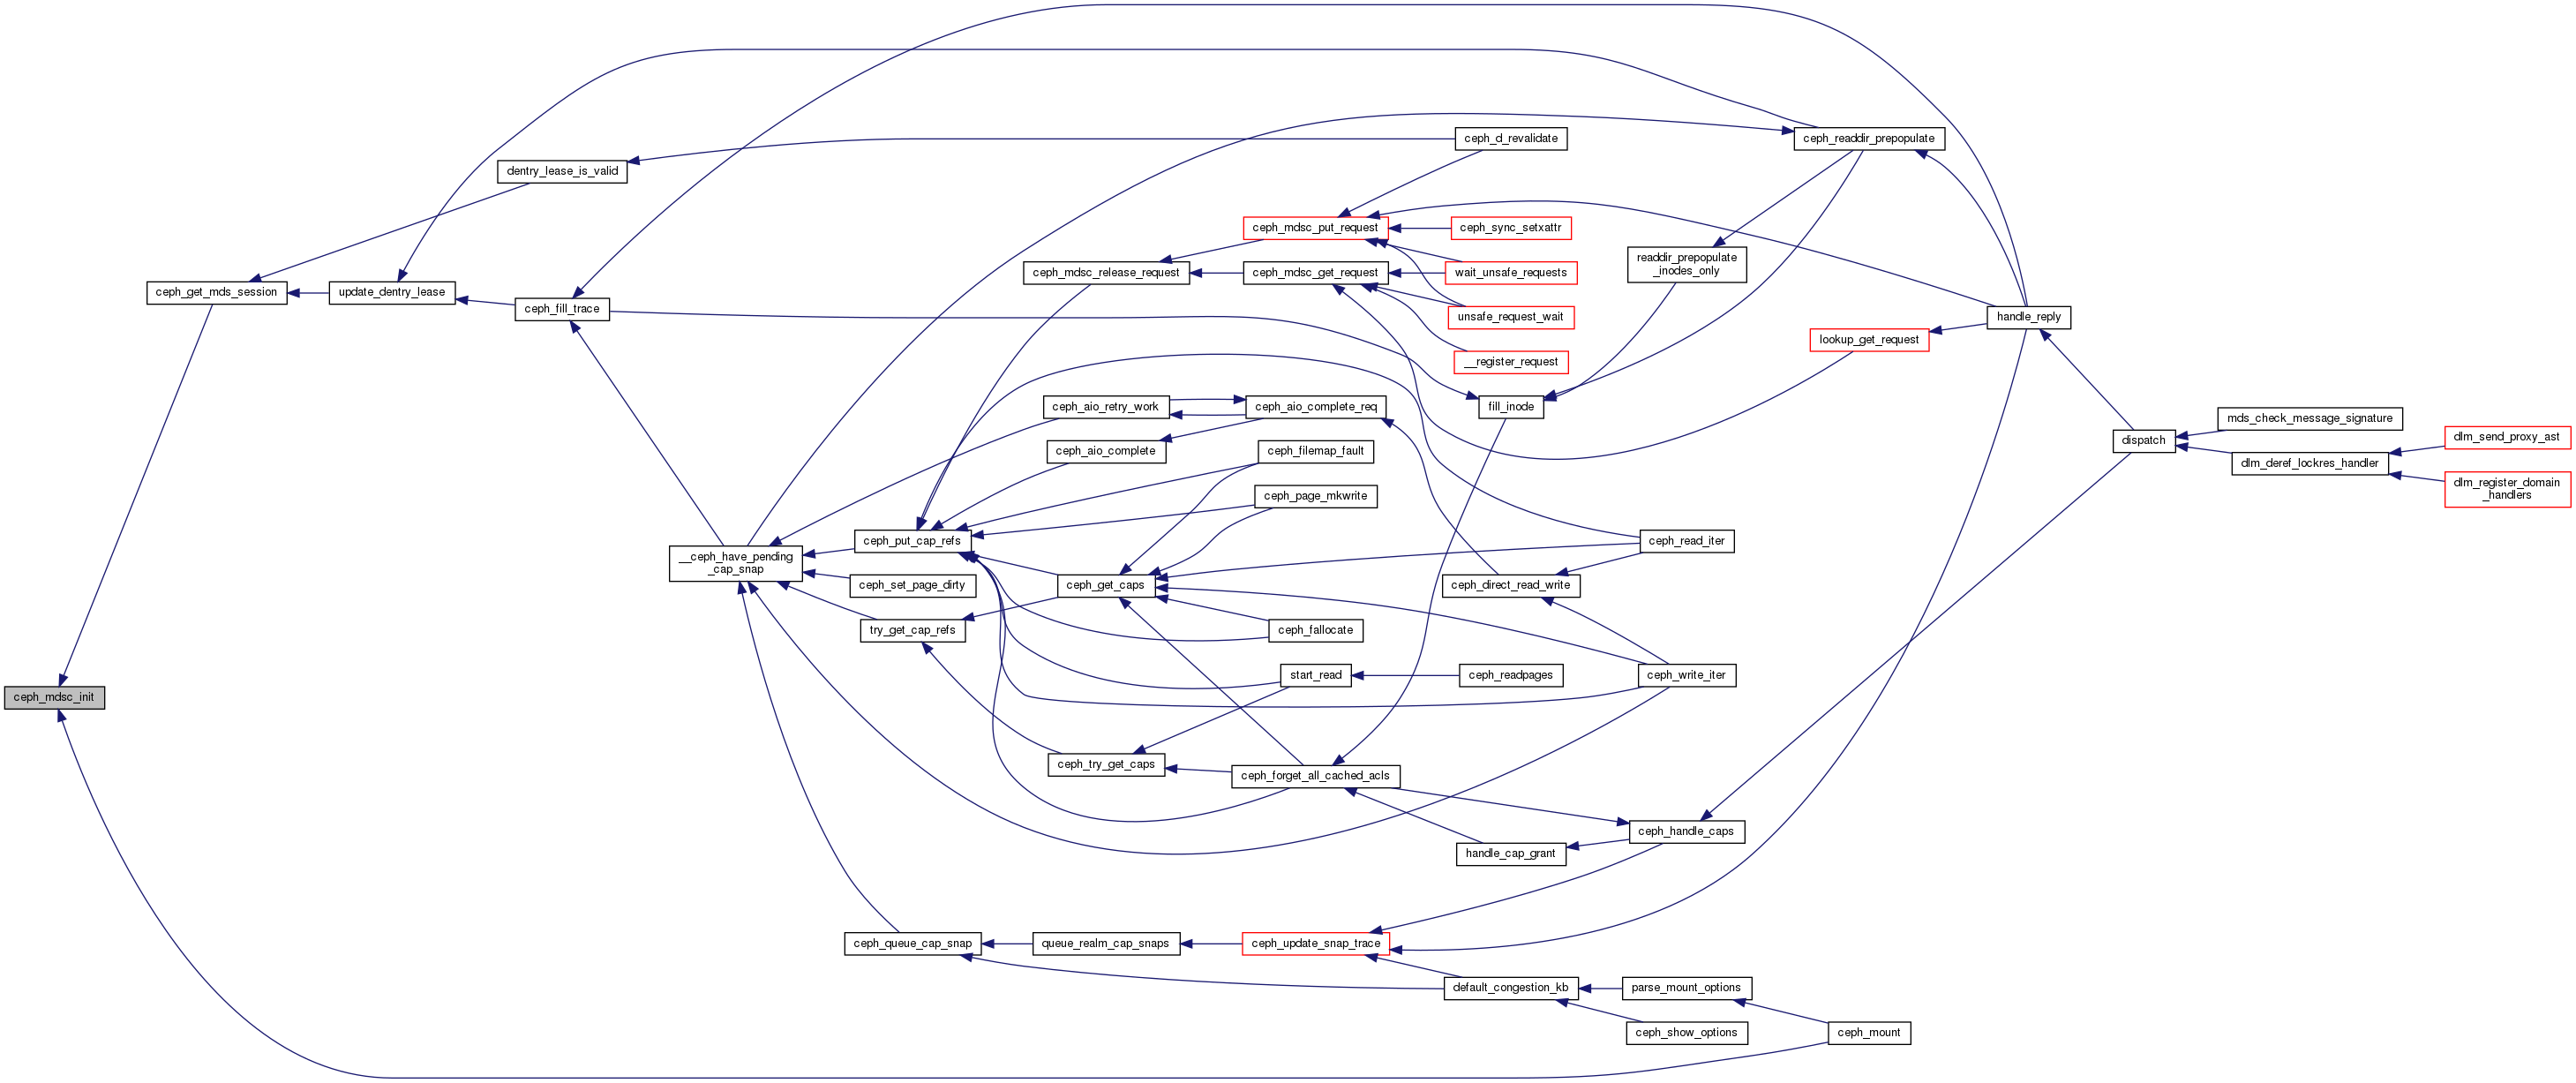 ceph_mdsc_init
ceph_get_mds_session
dentry_lease_is_valid
update_dentry_lease
ceph_fill_trace
__ceph_have_pending
_cap_snap
ceph_put_cap_refs
ceph_set_page_dirty
try_get_cap_refs
ceph_queue_cap_snap
ceph_mdsc_release_request
ceph_aio_retry_work
ceph_aio_complete
ceph_get_caps
ceph_try_get_caps
queue_realm_cap_snaps
ceph_mdsc_put_request
ceph_mdsc_get_request
ceph_aio_complete_req
ceph_filemap_fault
ceph_page_mkwrite
ceph_fallocate
start_read
ceph_forget_all_cached_acls
ceph_update_snap_trace
ceph_d_revalidate
ceph_sync_setxattr
wait_unsafe_requests
unsafe_request_wait
__register_request
fill_inode
ceph_direct_read_write
ceph_readpages
handle_cap_grant
default_congestion_kb
readdir_prepopulate
_inodes_only
ceph_read_iter
ceph_write_iter
ceph_handle_caps
parse_mount_options
ceph_show_options
ceph_readdir_prepopulate
lookup_get_request
ceph_mount
handle_reply
dispatch
mds_check_message_signature
dlm_deref_lockres_handler
dlm_send_proxy_ast
dlm_register_domain
_handlers